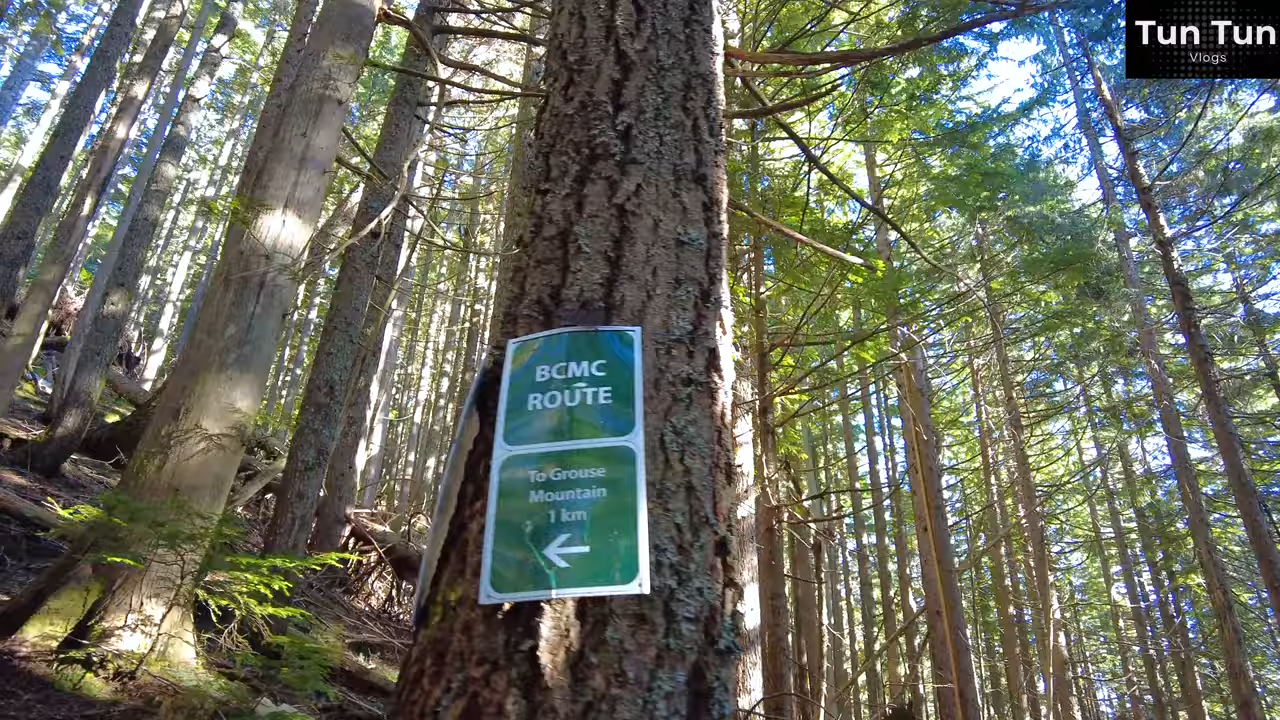 Tun Tun
Vlogs
BCMC
ROUTE
To Grouse
Mountain
1 km